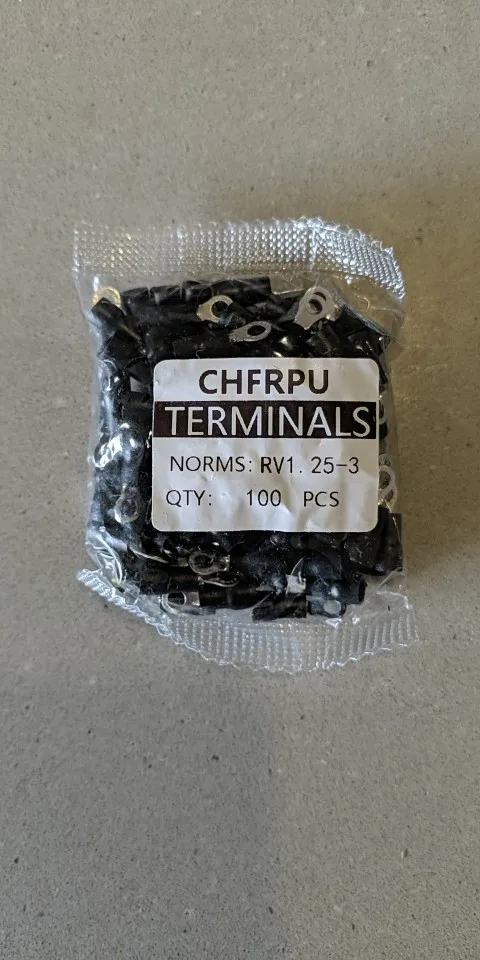 CHFRPU
TERMINALS
NORMS: RV1. 25-3
QTY: 100 PCS